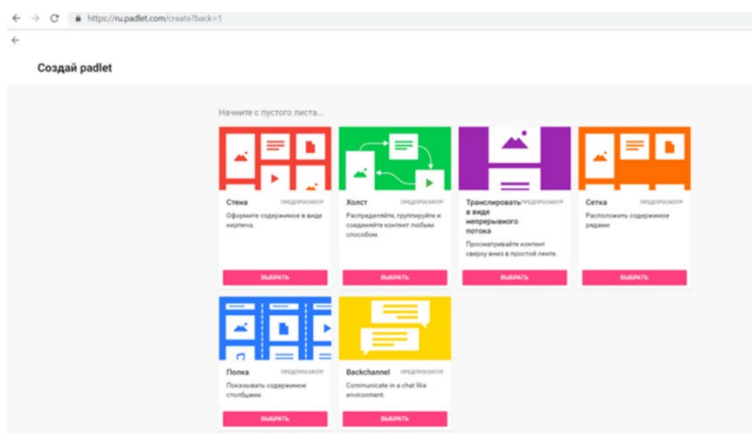 https://ru.padlet.com/create?back=1
Создай padlet
Начните с пустого листа...
Стена ПРЕДПРОСМОТР
Оформите содержимое в виде
кирпича.
ВЫБРАТЬ
Холст ПРЕДПРОСМОТР
Распределяйте, группируйте и
соединяйте контент любым
способом.
ВЫБРАТЬ
Транслировать ПРЕДПРОСМОТР
в виде
непрерывного
потока
Просматривайте контент
сверху вниз в простой ленте.
ВЫБРАТЬ
Сетка ПРЕДПРОСМОТР
Расположить содержимое
рядами
ВЫБРАТЬ
Полка ПРЕДПРОСМОТР
Показывать содержимое
столбцами.
ВЫБРАТЬ
Backchannel ПРЕДПРОСМОТР
Communicate in a chat like
environment.
ВЫБРАТЬ